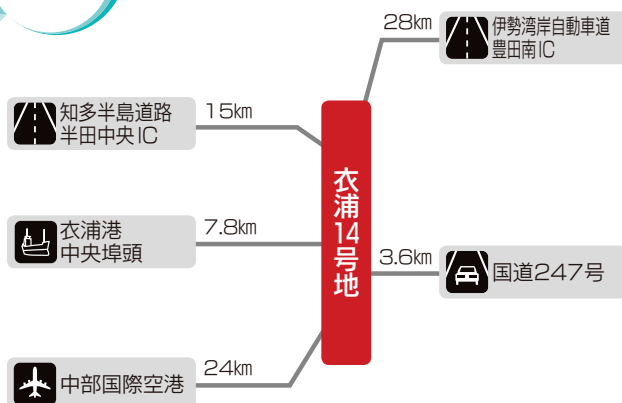 28km
伊勢湾岸自動車道
豊田南IC
知多半島道路
半田中央IC
15km
衣浦14号地
衣浦港
中央埠頭
7.8km
3.6km
国道247号
中部国際空港
24km